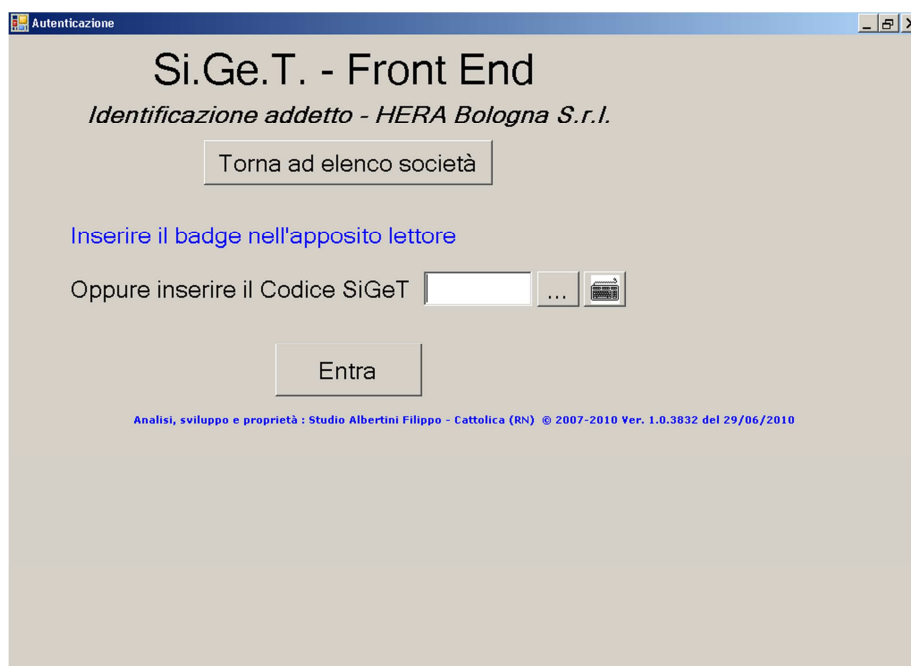 Autenticazione
Si.Ge.T. - Front End
Identificazione addetto - HERA Bologna S.r.l.
Torna ad elenco società
Inserire il badge nell'apposito lettore
Oppure inserire il Codice SiGeT ...
Entra
Analisi, sviluppo e proprietà : Studio Albertini Filippo - Cattolica (RN) © 2007-2010 Ver. 1.0.3832 del 29/06/2010